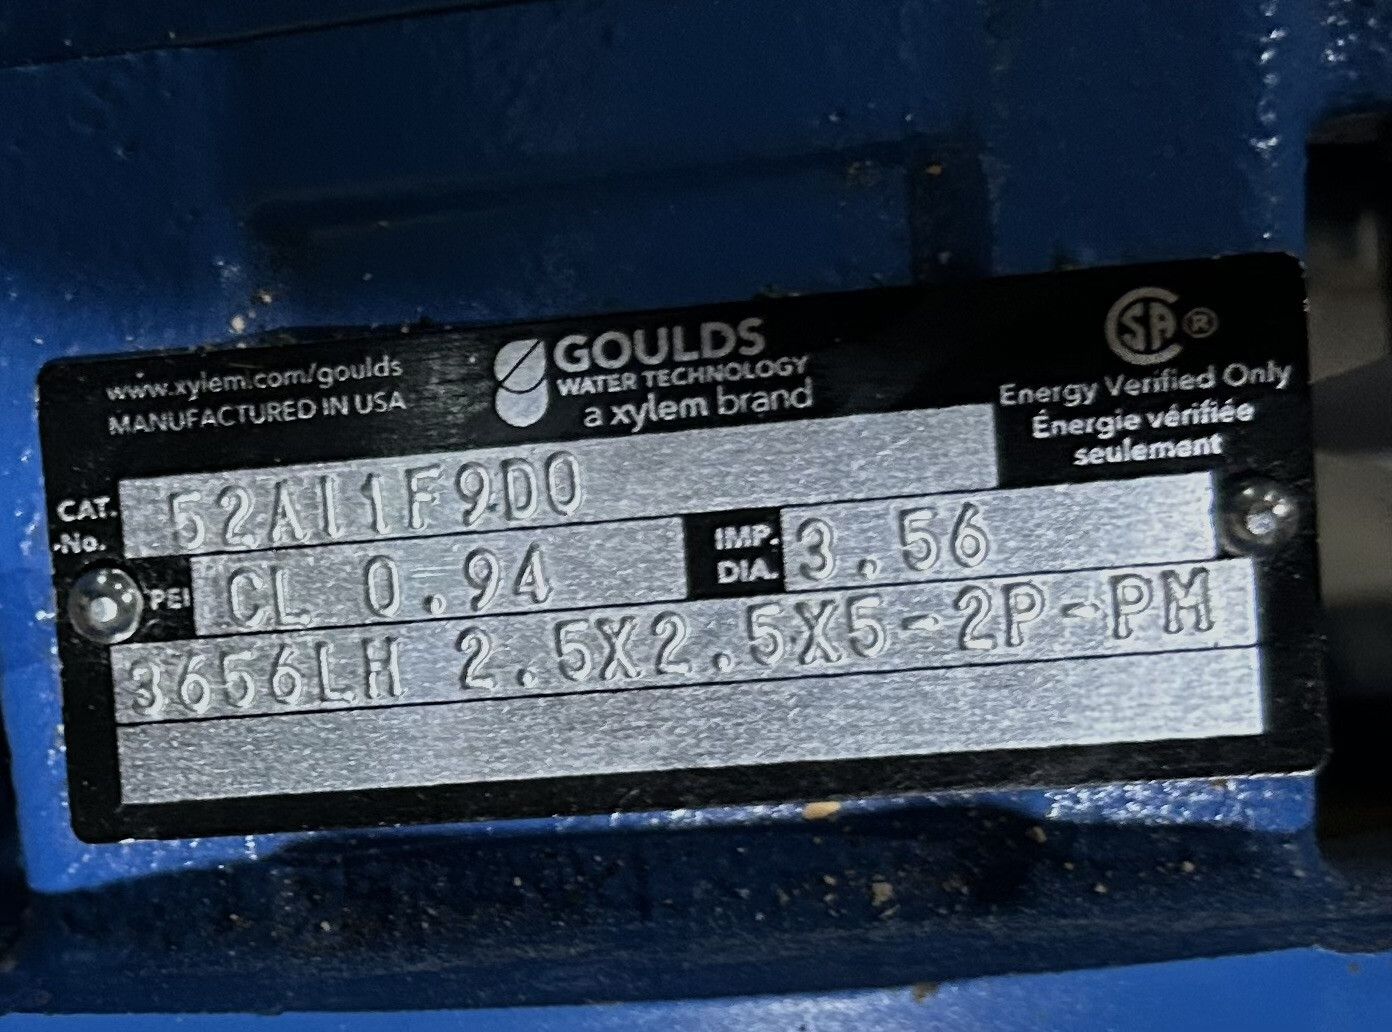 www.xylem.com/goulds
MANUFACTURED IN USA
GOULDS
WATER TECHNOLOGY
a xylem brand
CSA ®
Energy Verified Only
Énergie vérifiée
seulement
CAT. No. 52AI1F9D0
PEI CL 0.94
IMP. DIA. 3.56
3656LH 2.5X2.5X5-2P-PM